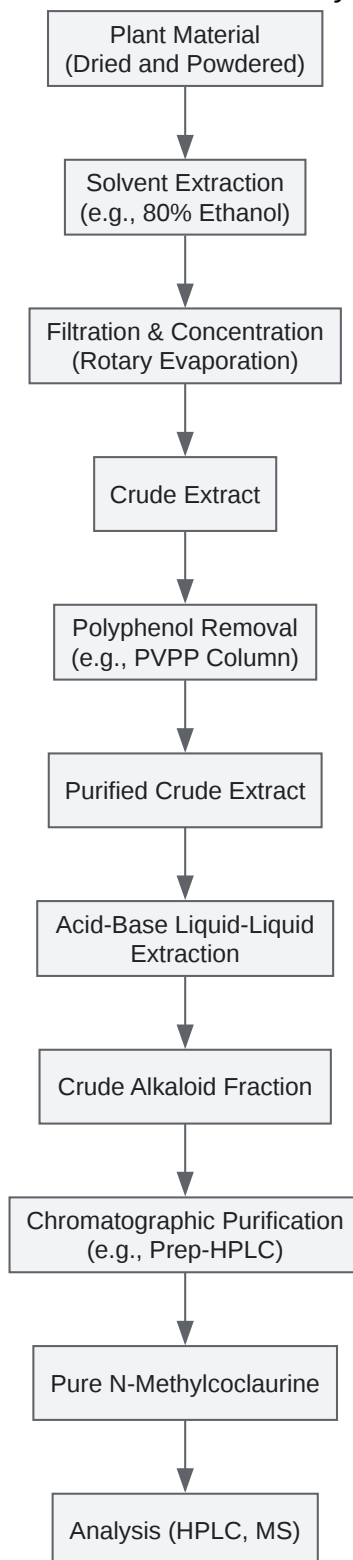 Plant Material
(Dried and Powdered)
Solvent Extraction
(e.g., 80% Ethanol)
Filtration & Concentration
(Rotary Evaporation)
Crude Extract
Polyphenol Removal
(e.g., PVPP Column)
Purified Crude Extract
Acid-Base Liquid-Liquid
Extraction
Crude Alkaloid Fraction
Chromatographic Purification
(e.g., Prep-HPLC)
Pure N-Methylcoclaurine
Analysis (HPLC, MS)